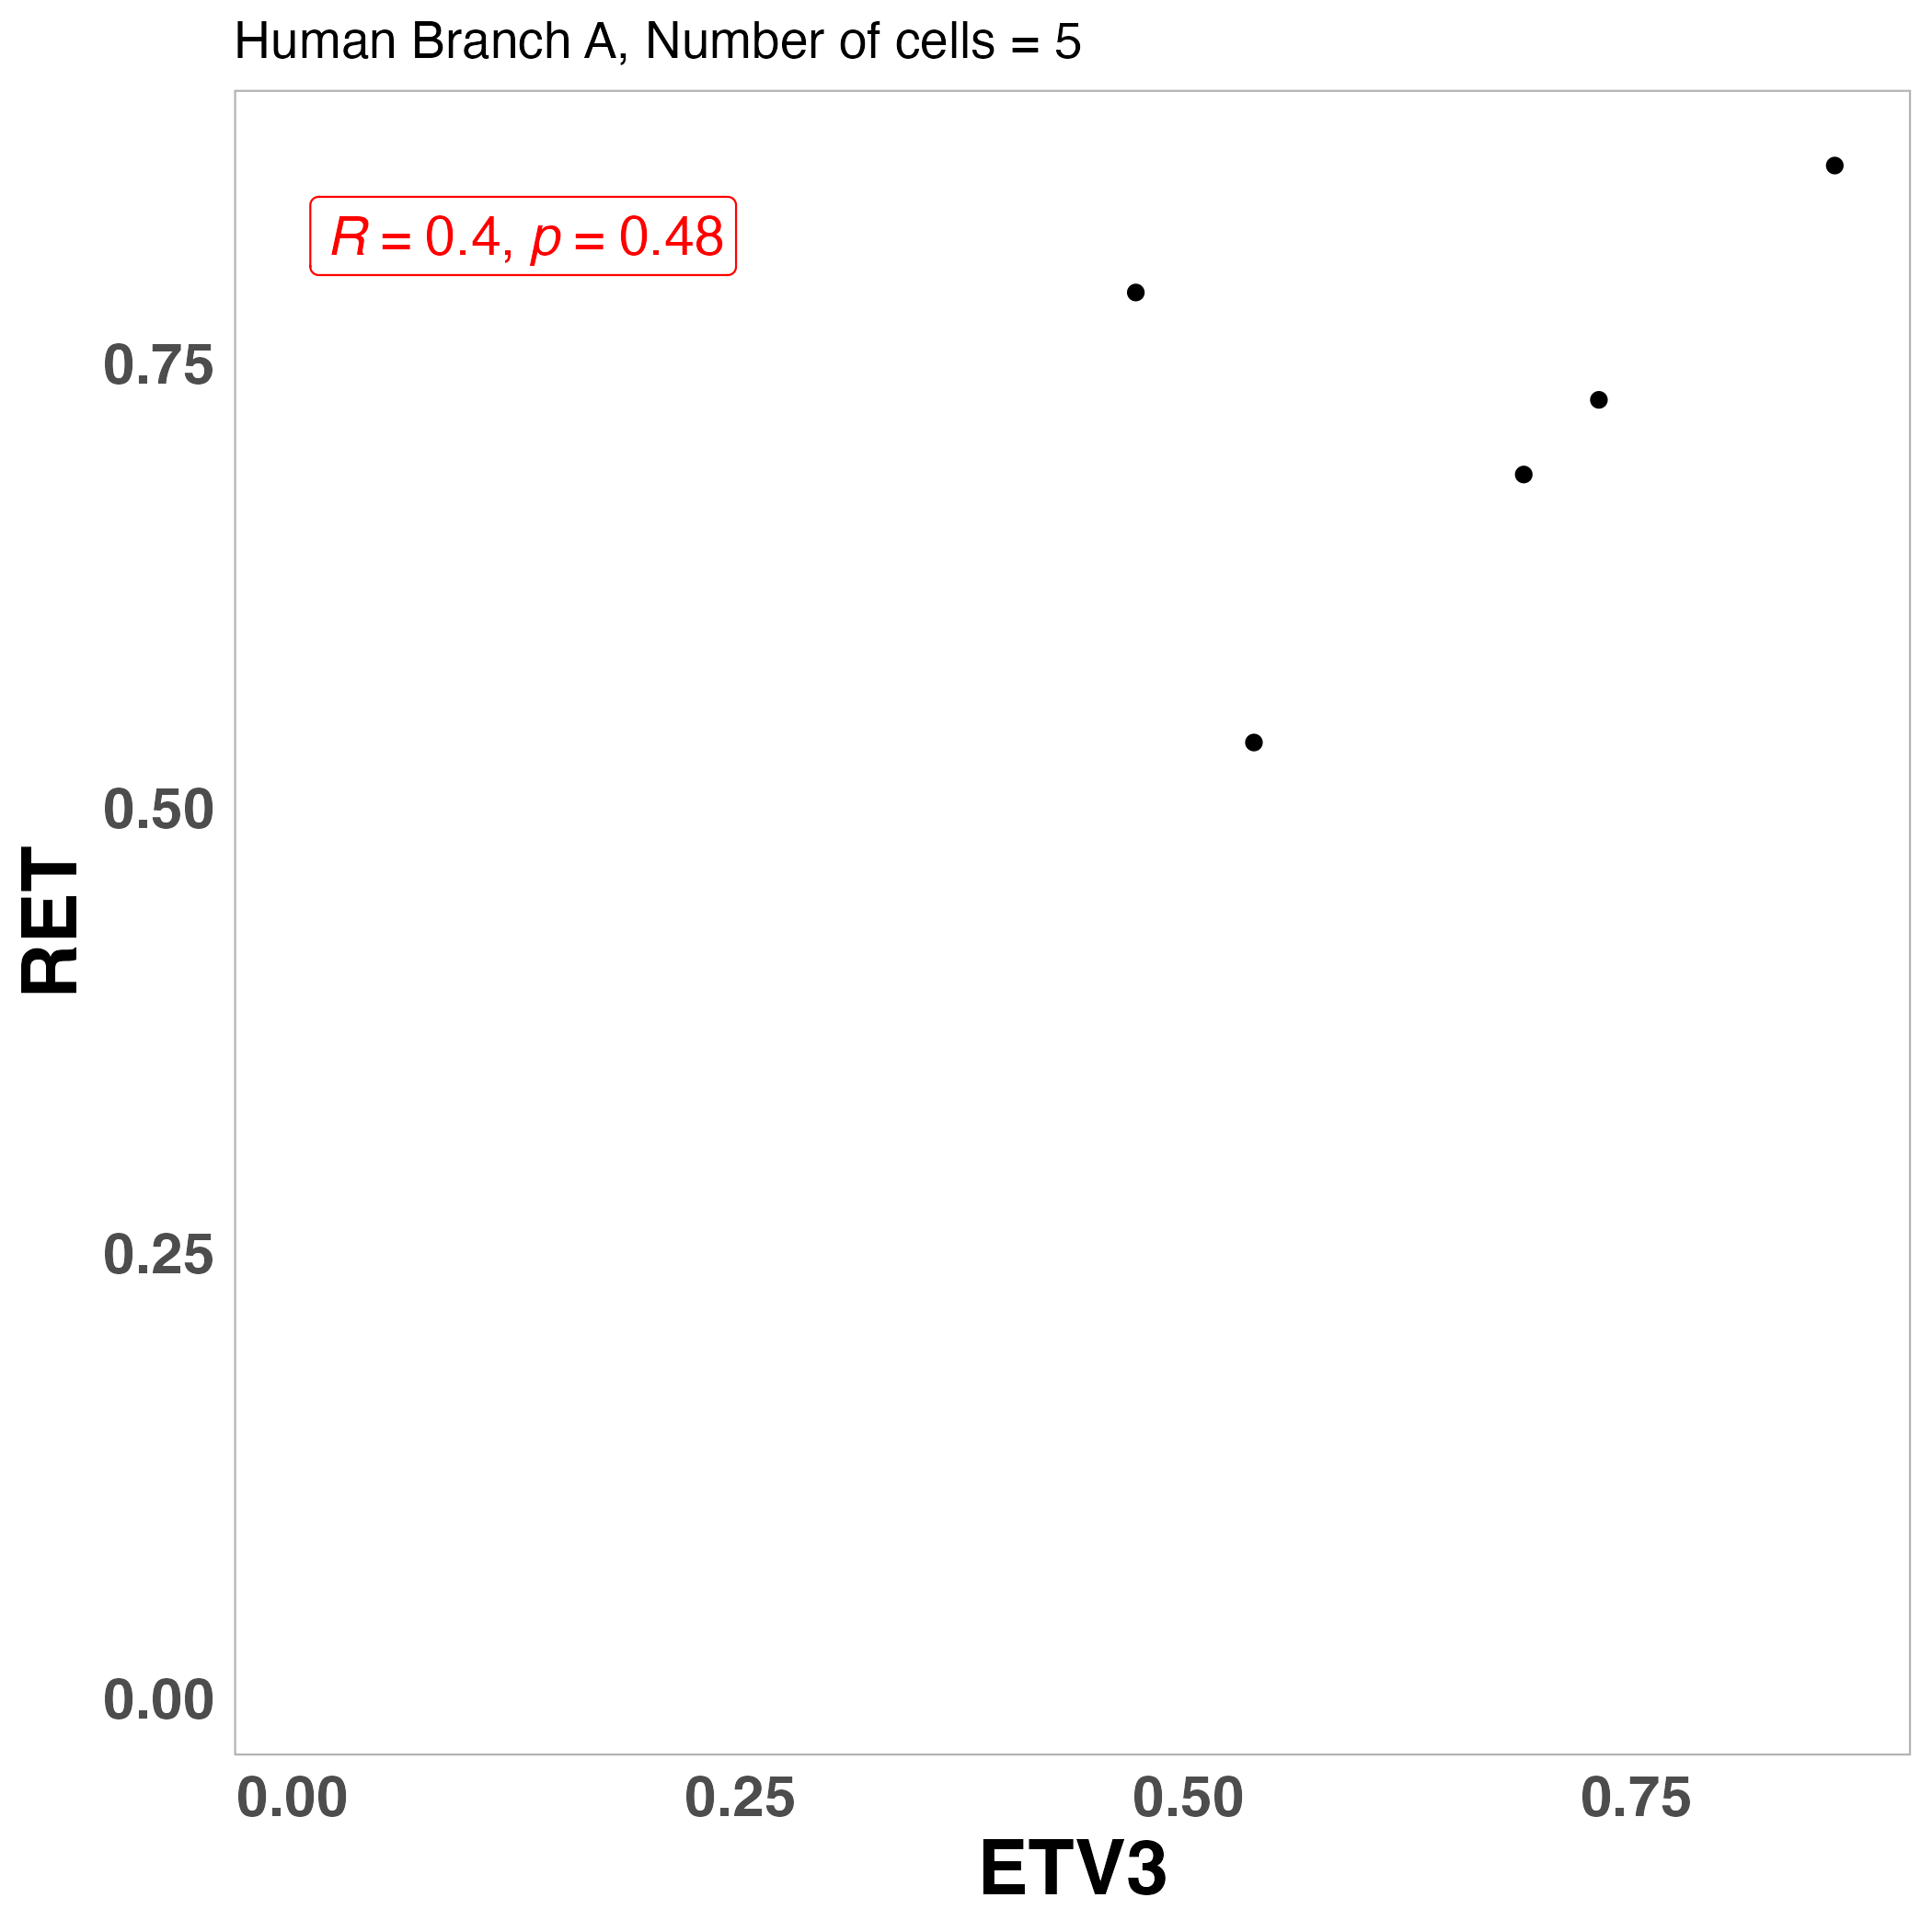 Human Branch A, Number of cells = 5
R = 0.4, p = 0.48
0.75
0.50
0.25
0.00
RET
0.00 0.25 0.50 0.75
ETV3